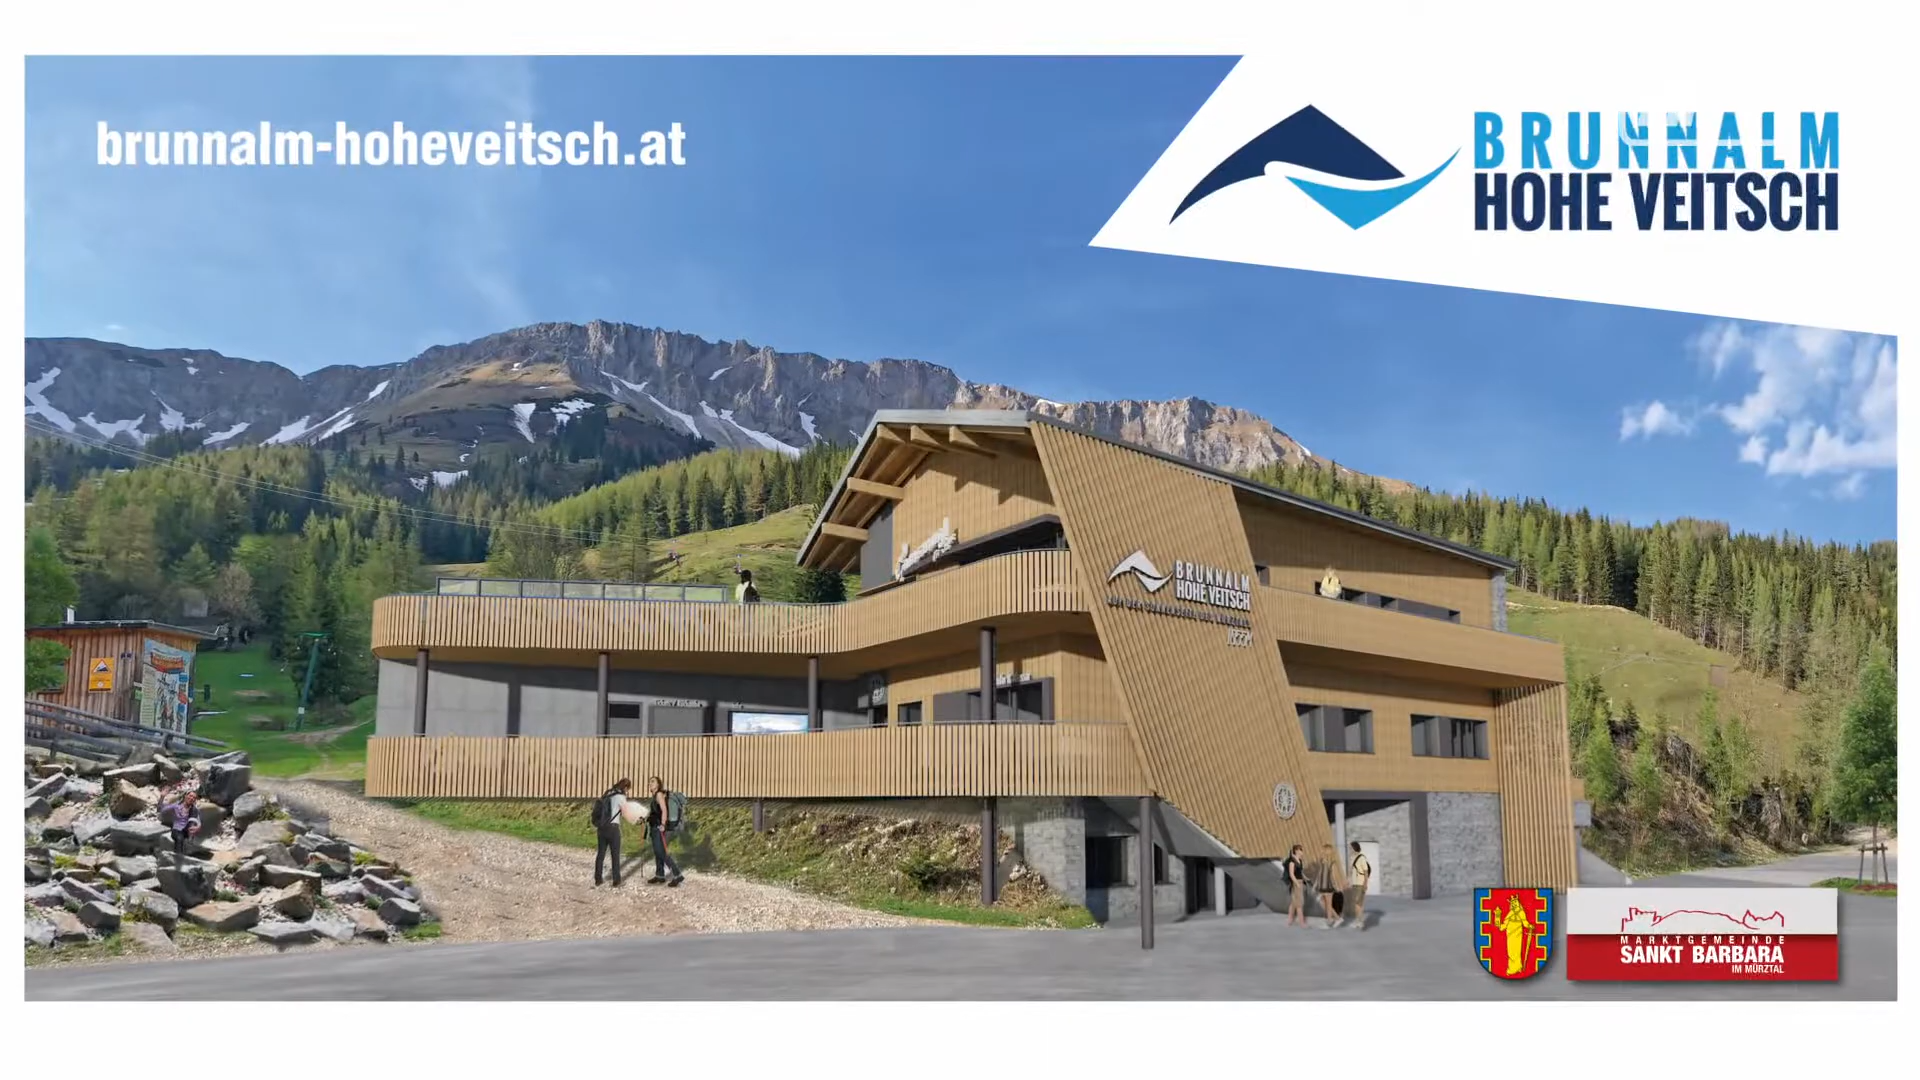 brunnalm-hoheveitsch.at
BRUNNALM
HOHE VEITSCH
BRUNNALM
HOHE VEITSCH
MARKTGEMEINDE
SANKT BARBARA
IM MÜRZTAL